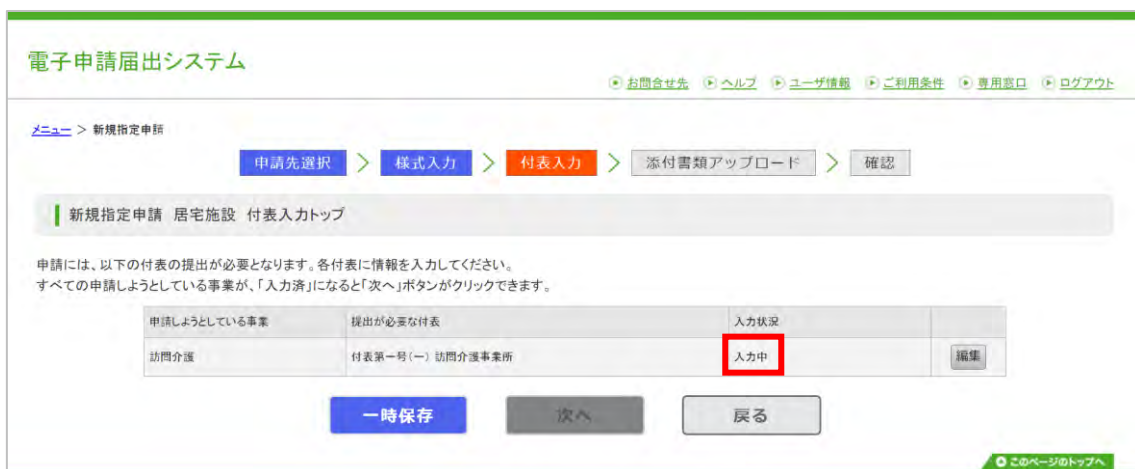 電子申請届出システム
お問合せ先 ヘルプ ユーザ情報 ご利用条件 専用窓口 ログアウト
メニュー > 新規指定申請
申請先選択 > 様式入力 > 付表入力 > 添付書類アップロード > 確認
新規指定申請 居宅施設 付表入力トップ
申請には、以下の付表の提出が必要となります。各付表に情報を入力してください。
すべての申請しようとしている事業が、「入力済」になると「次へ」ボタンがクリックできます。
申請しようとしている事業 提出が必要な付表 入力状況
訪問介護 付表第一号(一) 訪問介護事業所 入力中 編集
一時保存 次へ 戻る
このページのトップへ